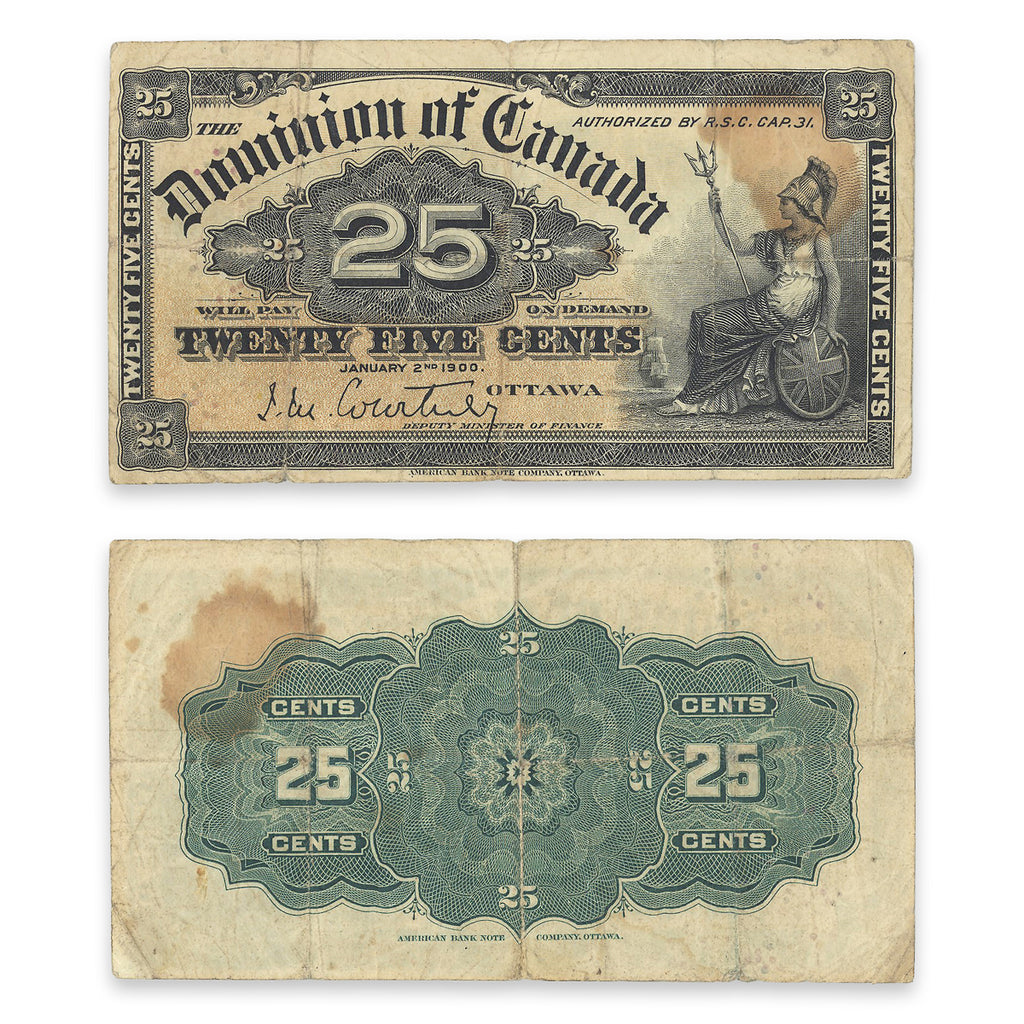 25 25
THE Dominion of Canada
AUTHORIZED BY R.S.C. CAP. 31.
TWENTY FIVE CENTS
25 25 25
TWENTY FIVE CENTS
WILL PAY ON DEMAND
TWENTY FIVE CENTS
JANUARY 2ND 1900.
J.M. Courtney OTTAWA
DEPUTY MINISTER OF FINANCE
25
AMERICAN BANK NOTE COMPANY, OTTAWA.
25
CENTS CENTS
25 25 25 25
CENTS CENTS
25
AMERICAN BANK NOTE COMPANY, OTTAWA.